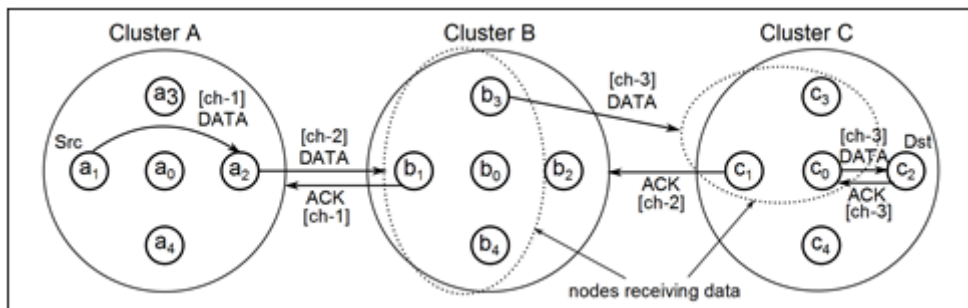 Cluster A
Cluster B
Cluster C
a3
[ch-1]
DATA
Src
a1
a0
a2
a4
[ch-2]
DATA
ACK
[ch-1]
b3
b1
b0
b2
b4
[ch-3]
DATA
ACK
[ch-2]
c3
[ch-3]
DATA
Dst
c1
c0
c2
ACK
[ch-3]
c4
nodes receiving data